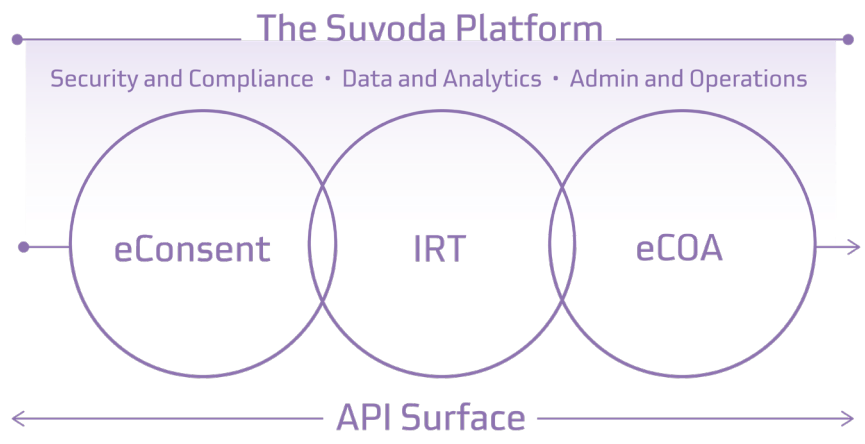 The Suvoda Platform
Security and Compliance · Data and Analytics · Admin and Operations
eConsent
IRT
eCOA
API Surface